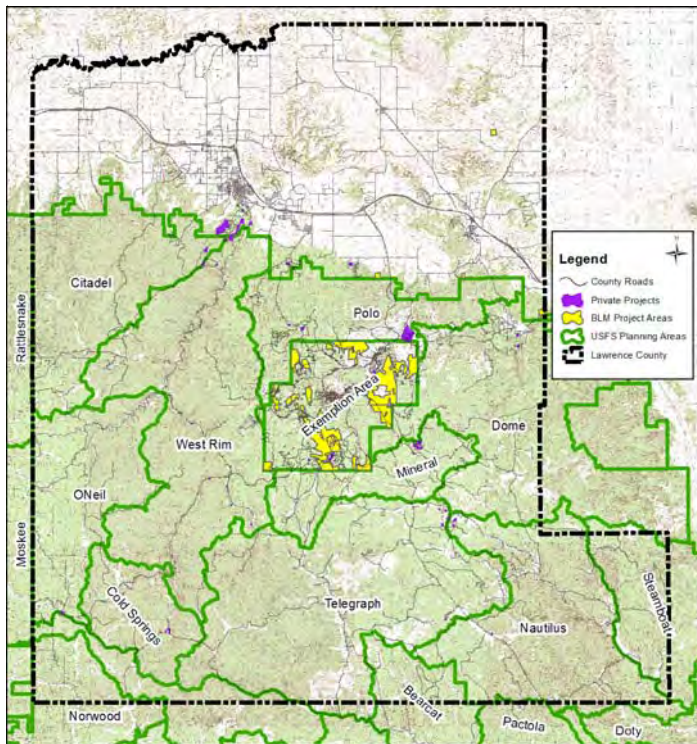 Legend
N
County Roads
Private Projects
BLM Project Areas
USFS Planning Areas
Lawrence County
Citadel
Rattlesnake
Polo
Exemption Area
West Rim
Dome
Mineral
ONeil
Moskee
Cold Springs
Telegraph
Nautilus
Steamboat
Norwood
Bearcat
Pactola
Doty